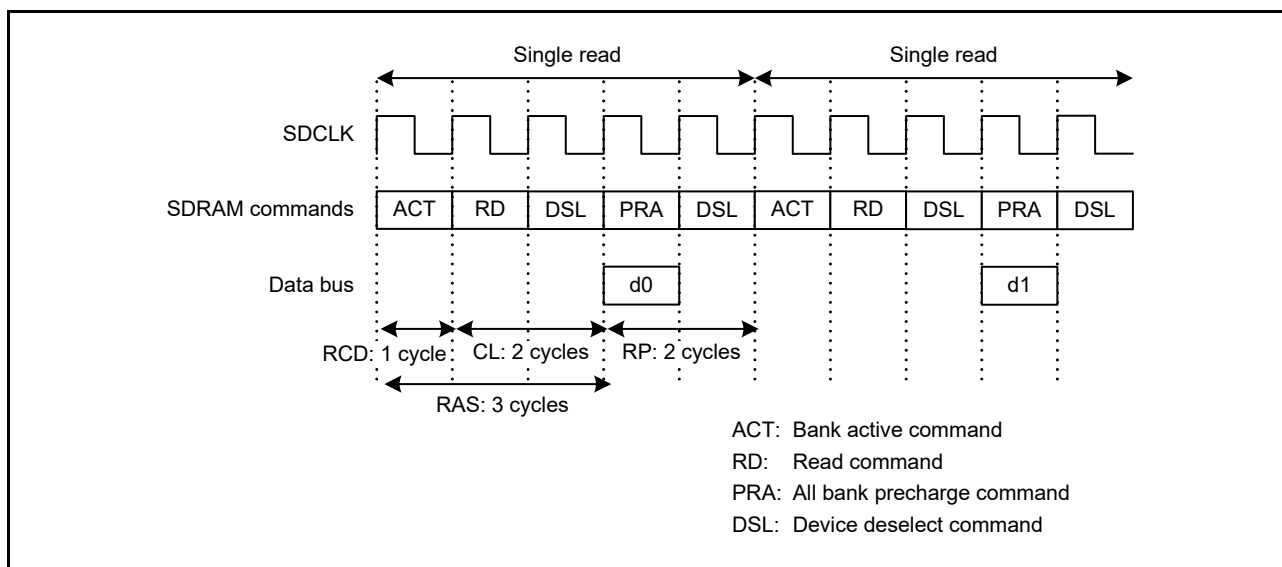 Single read Single read
SDCLK
SDRAM commands ACT RD DSL PRA DSL ACT RD DSL PRA DSL
Data bus d0 d1
RCD: 1 cycle CL: 2 cycles RP: 2 cycles
RAS: 3 cycles
ACT: Bank active command
RD: Read command
PRA: All bank precharge command
DSL: Device deselect command